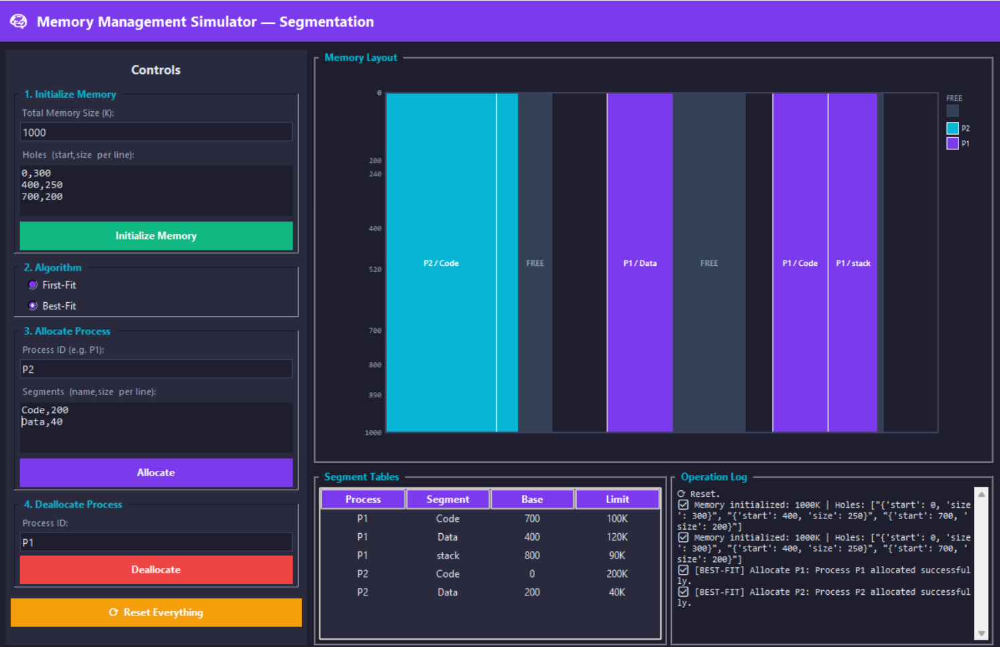 Memory Management Simulator — Segmentation
Controls
1. Initialize Memory
Total Memory Size (K):
1000
Holes (start,size per line):
0,300
400,250
700,200
Initialize Memory
2. Algorithm
First-Fit
Best-Fit
3. Allocate Process
Process ID (e.g. P1):
P2
Segments (name,size per line):
Code,200
Data,40
Allocate
4. Deallocate Process
Process ID:
P1
Deallocate
⟳ Reset Everything
Memory Layout
0
200
240
400
520
700
800
890
1000
P2 / Code
FREE
P1 / Data
FREE
P1 / Code
P1 / stack
FREE
P2
P1
Segment Tables
Process Segment Base Limit
P1 Code 700 100K
P1 Data 400 120K
P1 stack 800 90K
P2 Code 0 200K
P2 Data 200 40K
Operation Log
⟳ Reset.
☑ Memory initialized: 1000K | Holes: ["{'start': 0, 'size
': 300}", "{'start': 400, 'size': 250}", "{'start': 700, '
size': 200}"]
☑ Memory initialized: 1000K | Holes: ["{'start': 0, 'size
': 300}", "{'start': 400, 'size': 250}", "{'start': 700, '
size': 200}"]
☑ [BEST-FIT] Allocate P1: Process P1 allocated successful
ly.
☑ [BEST-FIT] Allocate P2: Process P2 allocated successful
ly.